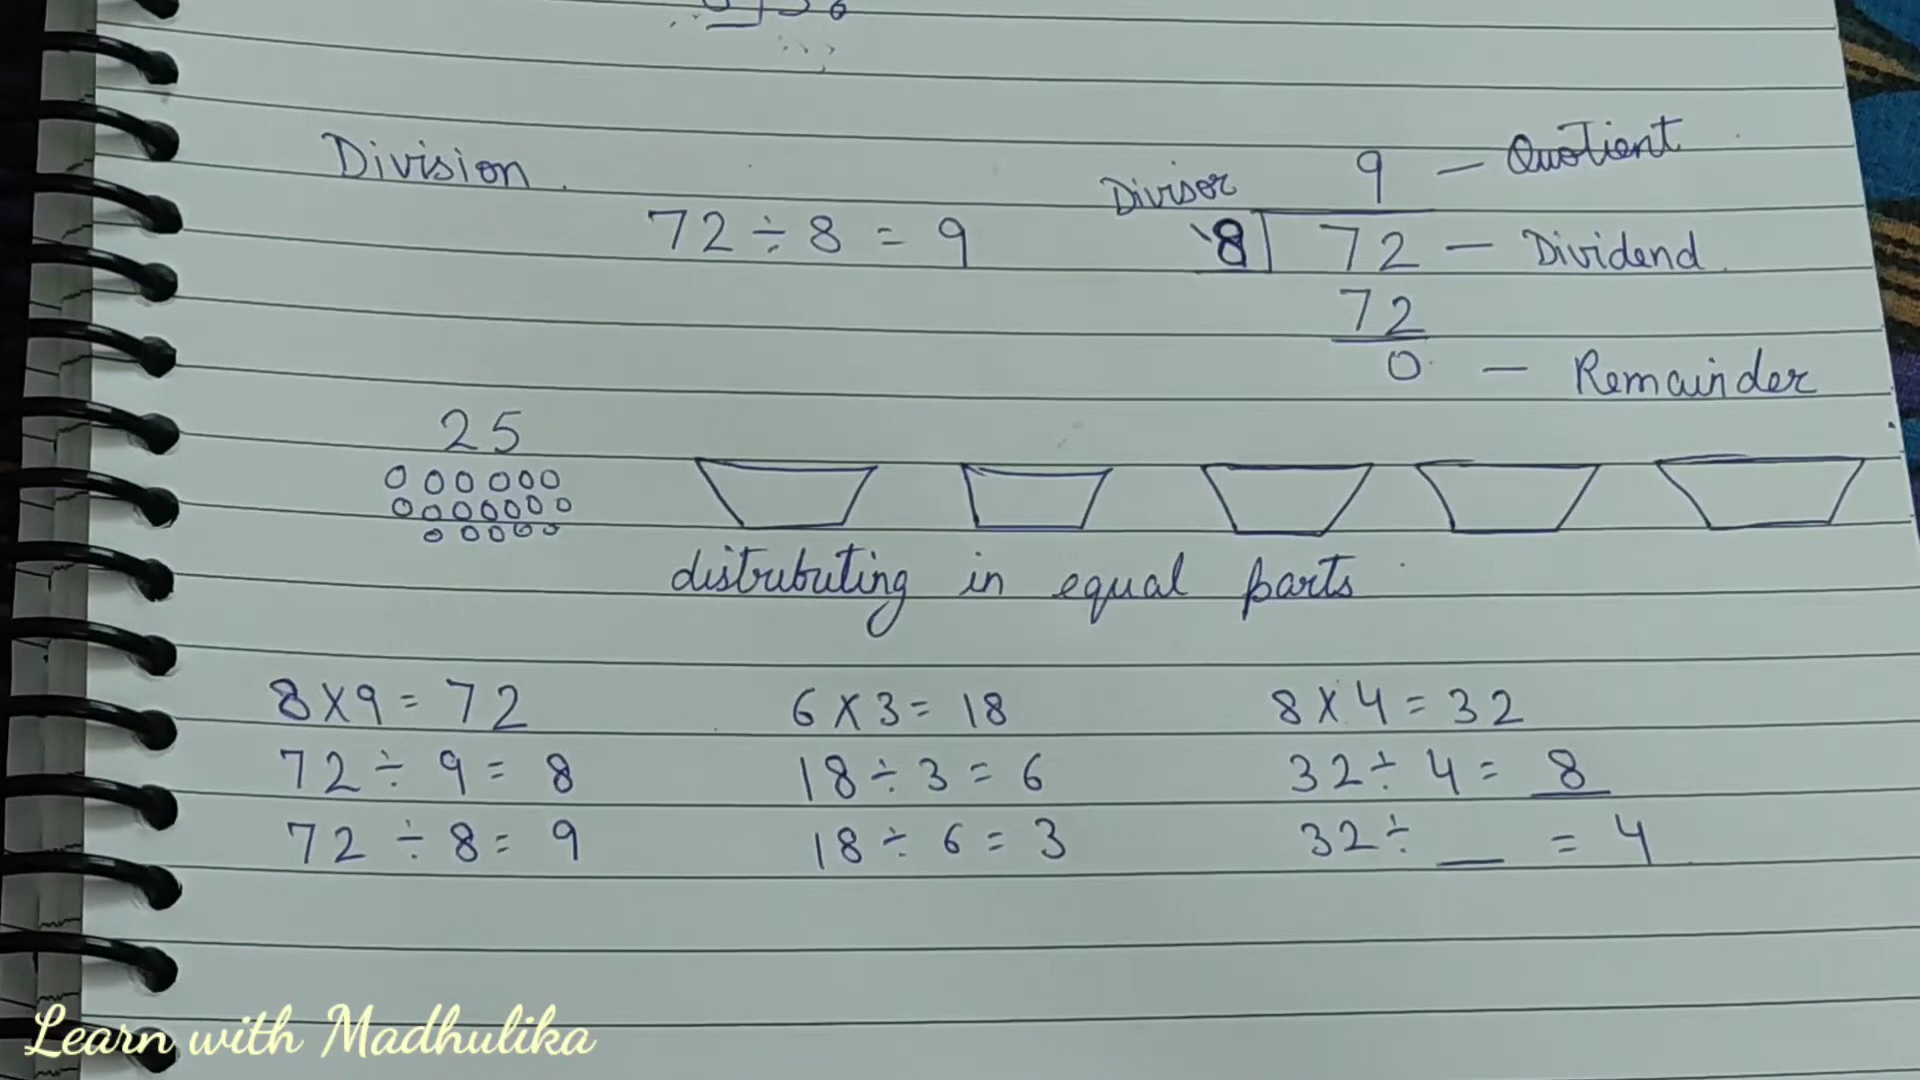 Division.
72 ÷ 8 = 9
Divisor
9 — Quotient
8 72 — Dividend
72
0 — Remainder
25
distributing in equal parts
8 x 9 = 72
72 ÷ 9 = 8
72 ÷ 8 = 9
6 x 3 = 18
18 ÷ 3 = 6
18 ÷ 6 = 3
8 x 4 = 32
32 ÷ 4 = 8
32 ÷ __ = 4
Learn with Madhulika